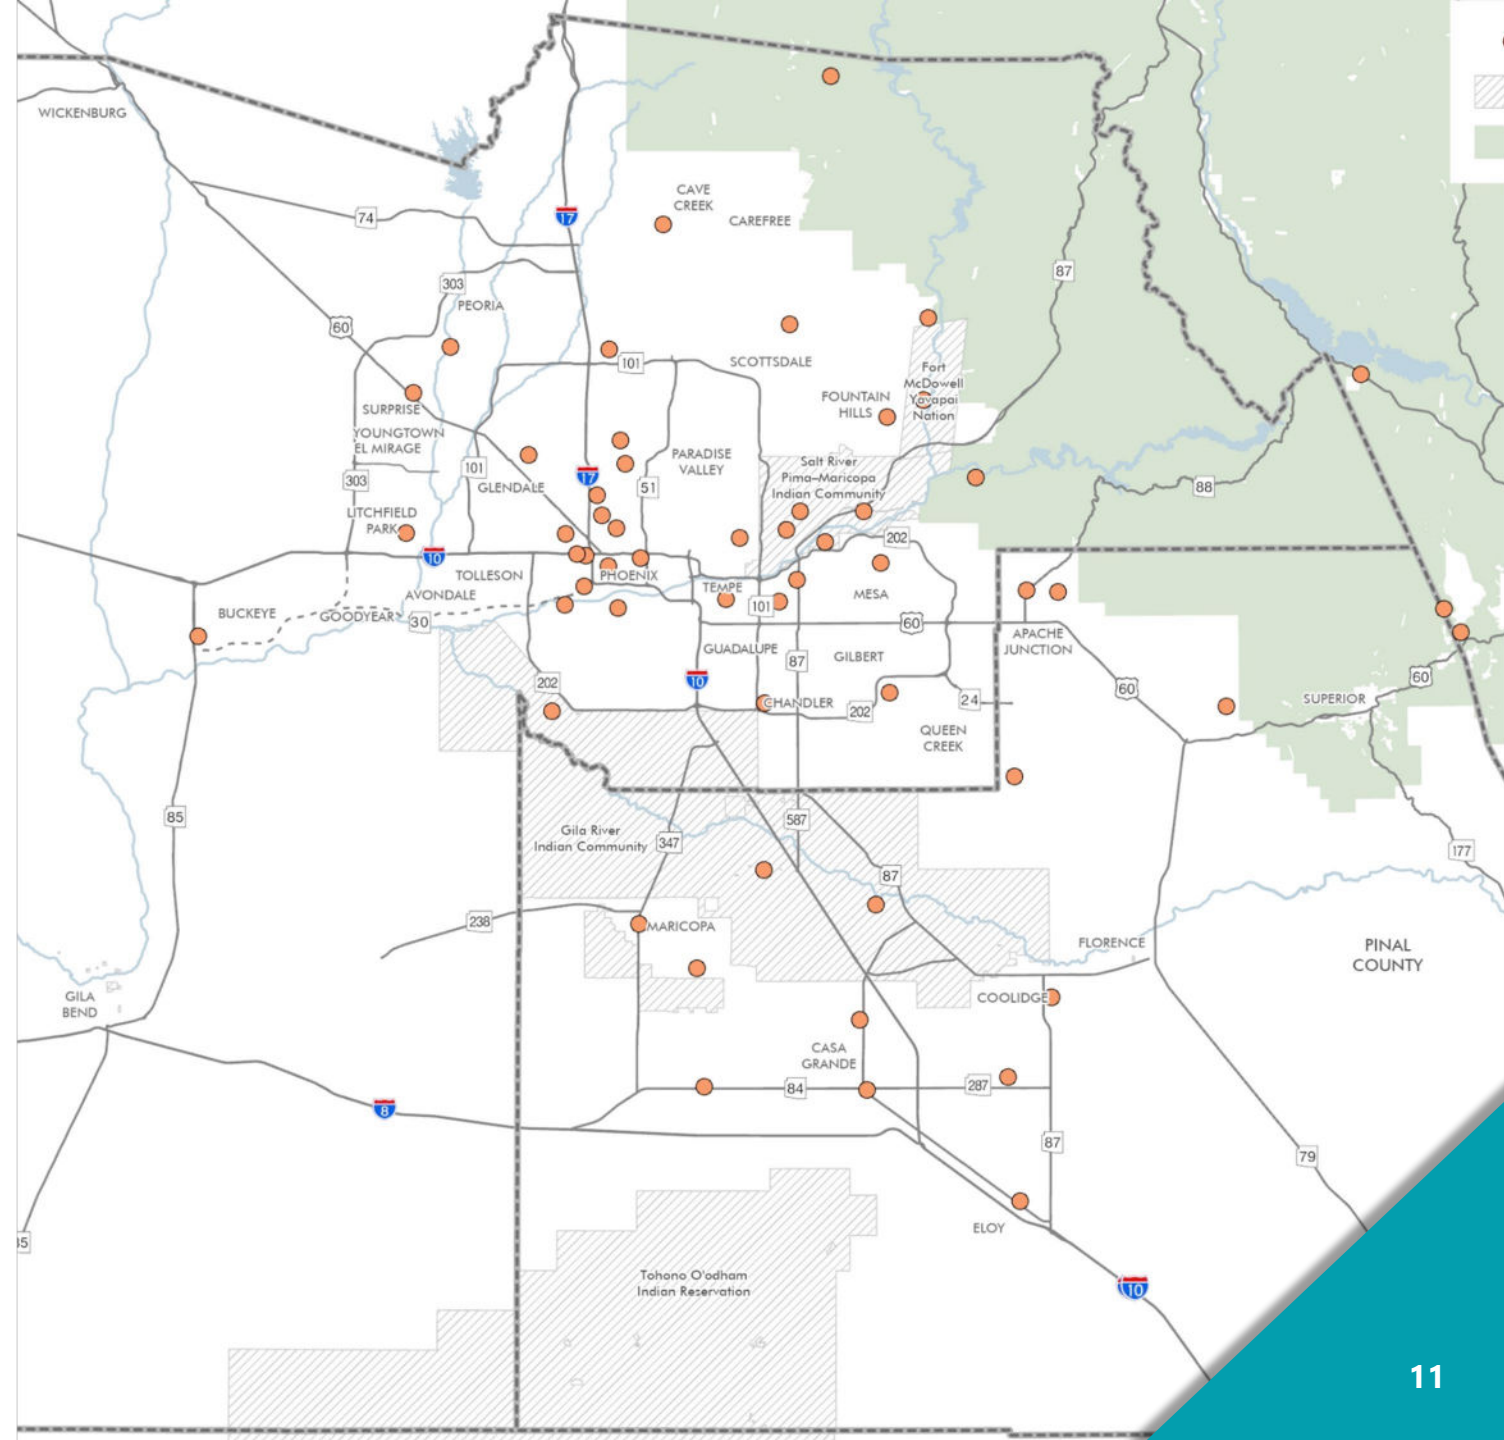 WICKENBURG
CAVE
CREEK
CAREFREE
74
17
87
303
PEORIA
60
101
SCOTTSDALE
Fort
McDowell
Yavapai
Nation
FOUNTAIN
HILLS
SURPRISE
YOUNGTOWN
EL MIRAGE
PARADISE
VALLEY
Salt River
Pima-Maricopa
Indian Community
303
101
GLENDALE
17
51
88
LITCHFIELD
PARK
10
202
TOLLESON
PHOENIX
TEMPE
AVONDALE
MESA
101
BUCKEYE
GOODYEAR
30
60
APACHE
JUNCTION
GUADALUPE
87
GILBERT
202
10
60
60
SUPERIOR
CHANDLER
202
24
QUEEN
CREEK
85
587
Gila River
Indian Community
347
177
87
238
MARICOPA
FLORENCE
PINAL
COUNTY
GILA
BEND
COOLIDGE
CASA
GRANDE
84
287
8
87
79
ELOY
Tohono O'odham
Indian Reservation
10
11